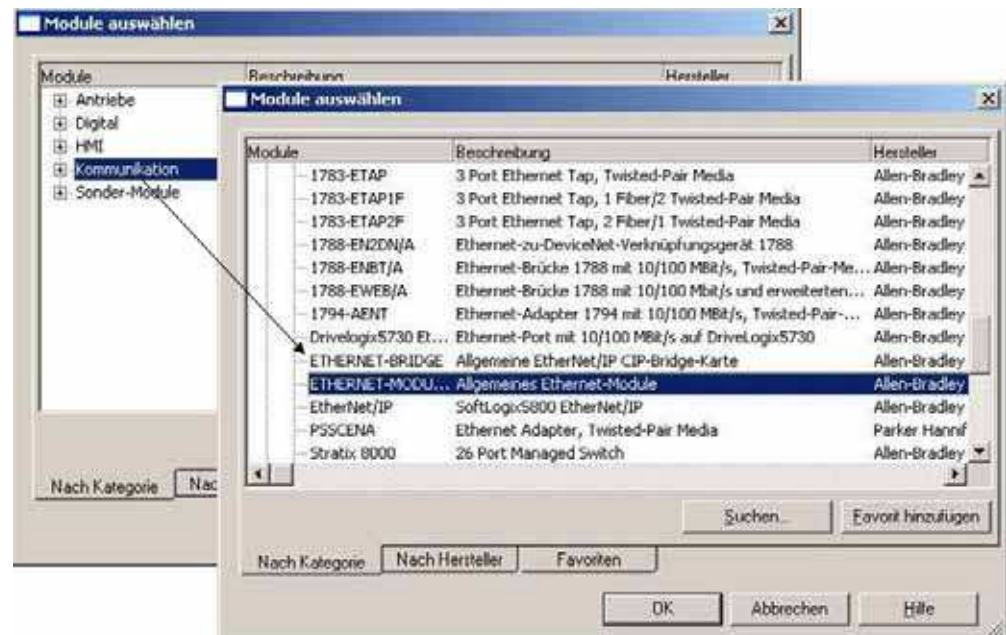 Module auswählen
Module Beschreibung Hersteller
Antriebe
Digital
HMI
Kommunikation
Sonder-Module
Nach Kategorie Nac
Module auswählen
Module Beschreibung Hersteller
1783-ETAP 3 Port Ethernet Tap, Twisted-Pair Media Allen-Bradley
1783-ETAP1F 3 Port Ethernet Tap, 1 Fiber/2 Twisted-Pair Media Allen-Bradley
1783-ETAP2F 3 Port Ethernet Tap, 2 Fiber/1 Twisted-Pair Media Allen-Bradley
1788-EN2DN/A Ethernet-zu-DeviceNet-Verknüpfungsgerät 1788 Allen-Bradley
1788-ENBT/A Ethernet-Brücke 1788 mit 10/100 MBit/s, Twisted-Pair-Me... Allen-Bradley
1788-EWEB/A Ethernet-Brücke 1788 mit 10/100 Mbit/s und erweiterten... Allen-Bradley
1794-AENT Ethernet-Adapter 1794 mit 10/100 MBit/s, Twisted-Pair-... Allen-Bradley
Drivelogix5730 Et... Ethernet-Port mit 10/100 MBit/s auf DriveLogix5730 Allen-Bradley
ETHERNET-BRIDGE Allgemeine EtherNet/IP CIP-Bridge-Karte Allen-Bradley
ETHERNET-MODU... Allgemeines Ethernet-Module Allen-Bradley
EtherNet/IP SoftLogix5800 EtherNet/IP Allen-Bradley
PSSCENA Ethernet Adapter, Twisted-Pair Media Parker Hannif
Stratix 8000 26 Port Managed Switch Allen-Bradley
Suchen... Favorit hinzufügen
Nach Kategorie Nach Hersteller Favoriten
OK Abbrechen Hilfe